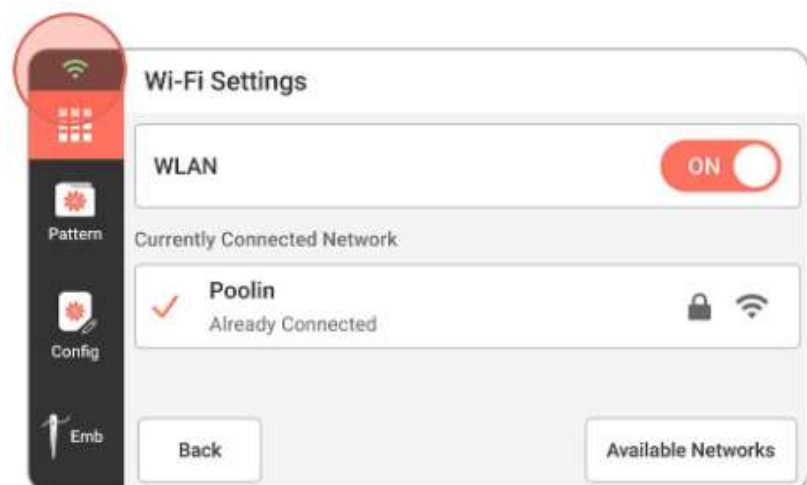 Wi-Fi Settings
WLAN
ON
Pattern
Currently Connected Network
Poolin
Already Connected
Config
Emb
Back
Available Networks